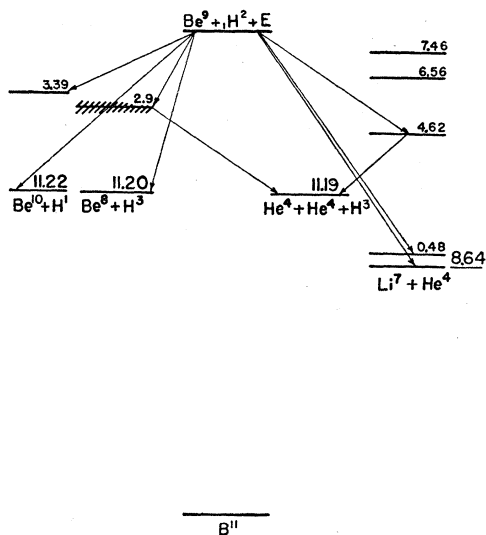 Be⁹ + ₁H² + E
7.46
6.56
3.39
2.9
4.62
11.22
Be¹⁰ + H¹
11.20
Be⁸ + H³
11.19
He⁴ + He⁴ + H³
0.48
8.64
Li⁷ + He⁴
B¹¹